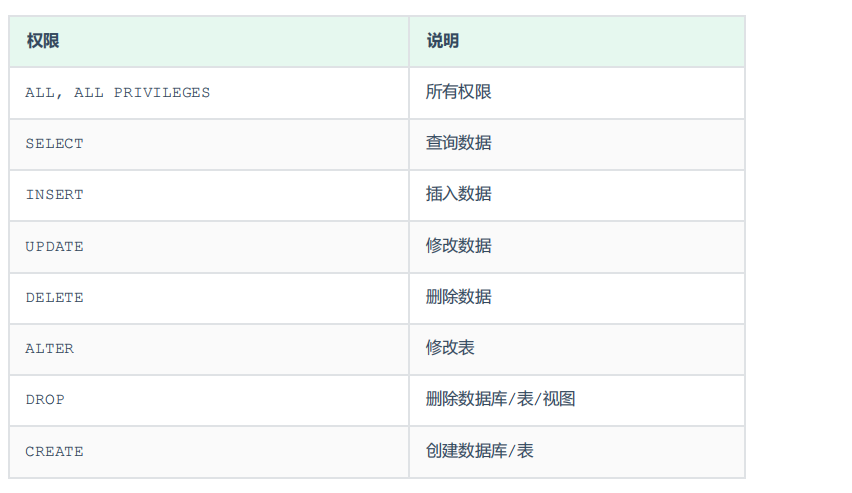 权限 说明
ALL, ALL PRIVILEGES 所有权限
SELECT 查询数据
INSERT 插入数据
UPDATE 修改数据
DELETE 删除数据
ALTER 修改表
DROP 删除数据库/表/视图
CREATE 创建数据库/表